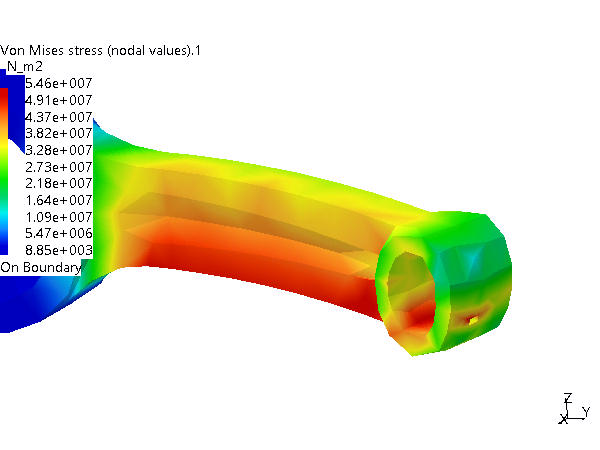 Von Mises stress (nodal values).1
N_m2
5.46e+007
4.91e+007
4.37e+007
3.82e+007
3.28e+007
2.73e+007
2.18e+007
1.64e+007
1.09e+007
5.47e+006
8.85e+003
On Boundary
Z
X Y